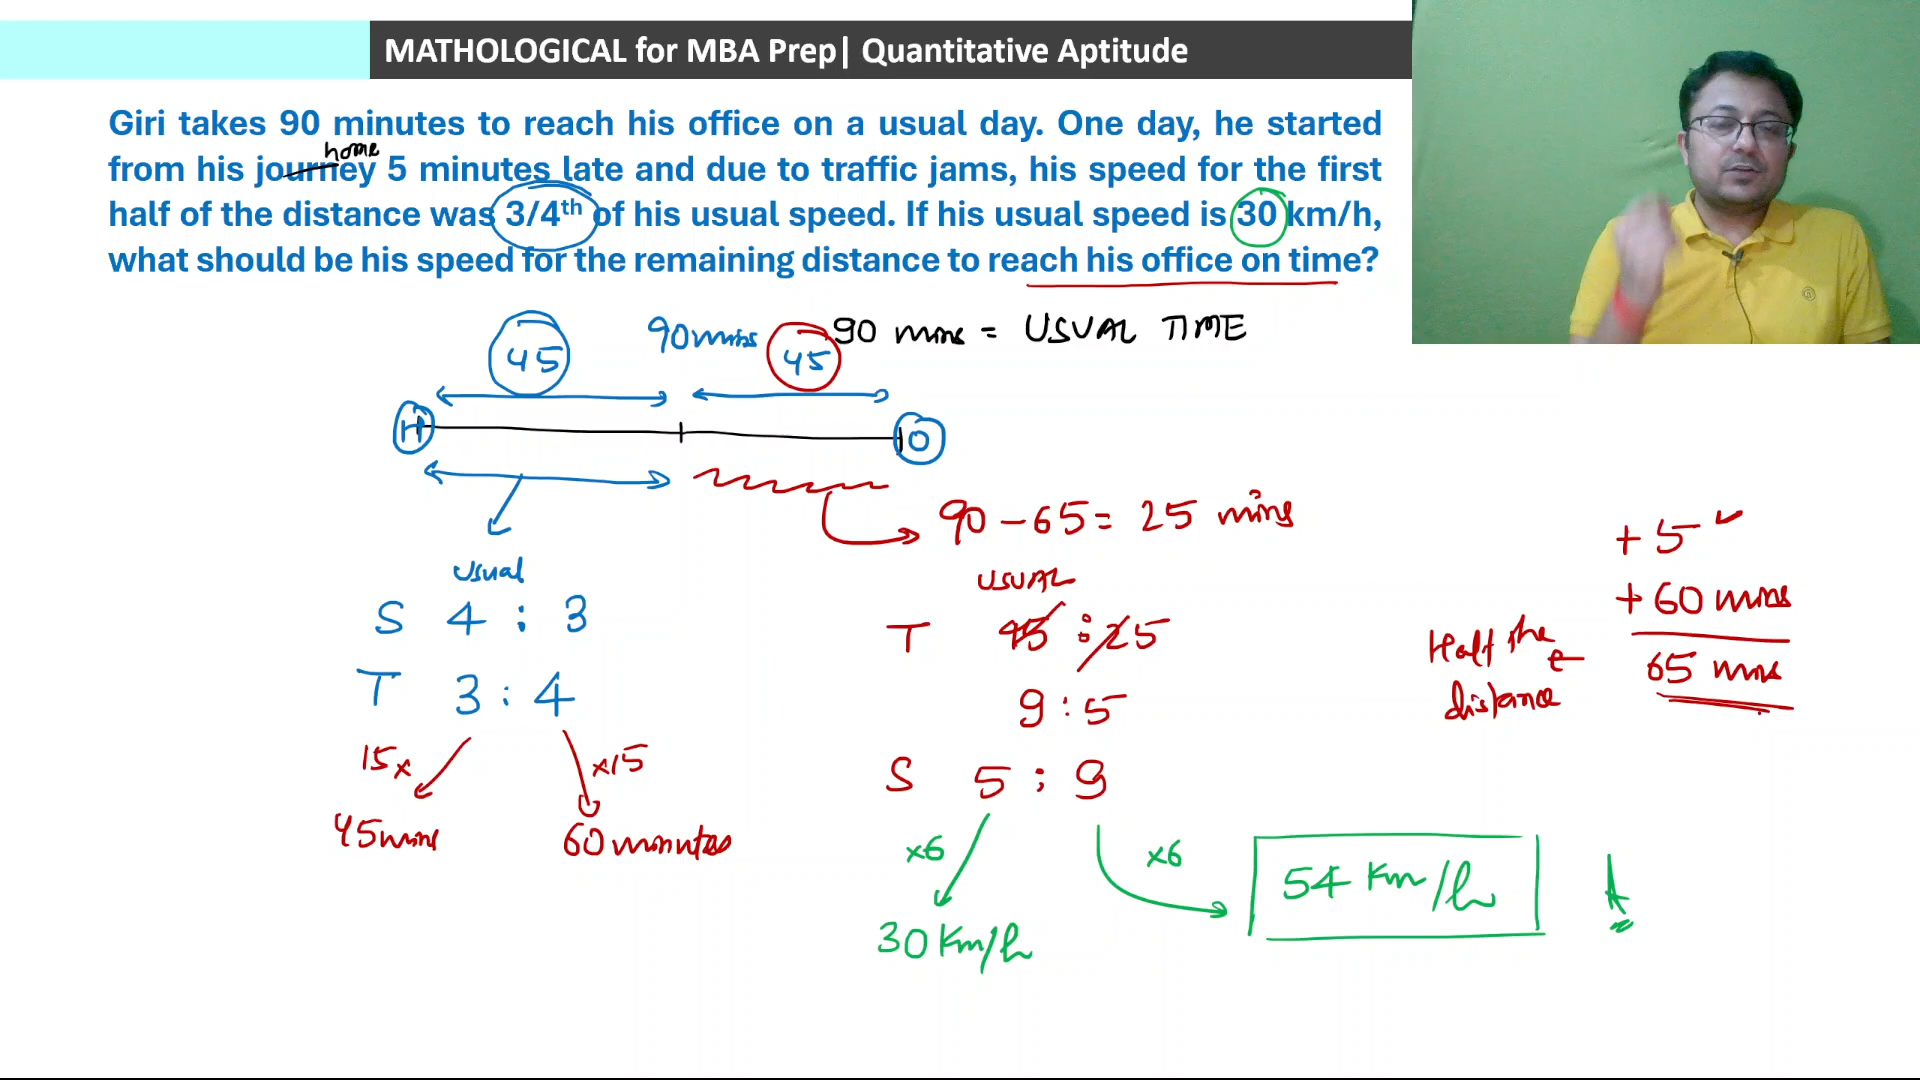 MATHOLOGICAL for MBA Prep| Quantitative Aptitude
Giri takes 90 minutes to reach his office on a usual day. One day, he started
home
from his journey 5 minutes late and due to traffic jams, his speed for the first
half of the distance was 3/4th of his usual speed. If his usual speed is 30 km/h,
what should be his speed for the remaining distance to reach his office on time?
45 90 mins 45 90 mins = USUAL TIME
H O
90 - 65 = 25 mins
+ 5 ✓
+ 60 mins
65 mins
Half the
distance
usual
S 4 : 3
T 3 : 4
15x x15
45 mins 60 minutes
USUAL
T 45 : 25
9 : 5
S 5 : 9
x6 x6
30 Km/h
54 Km/h
A